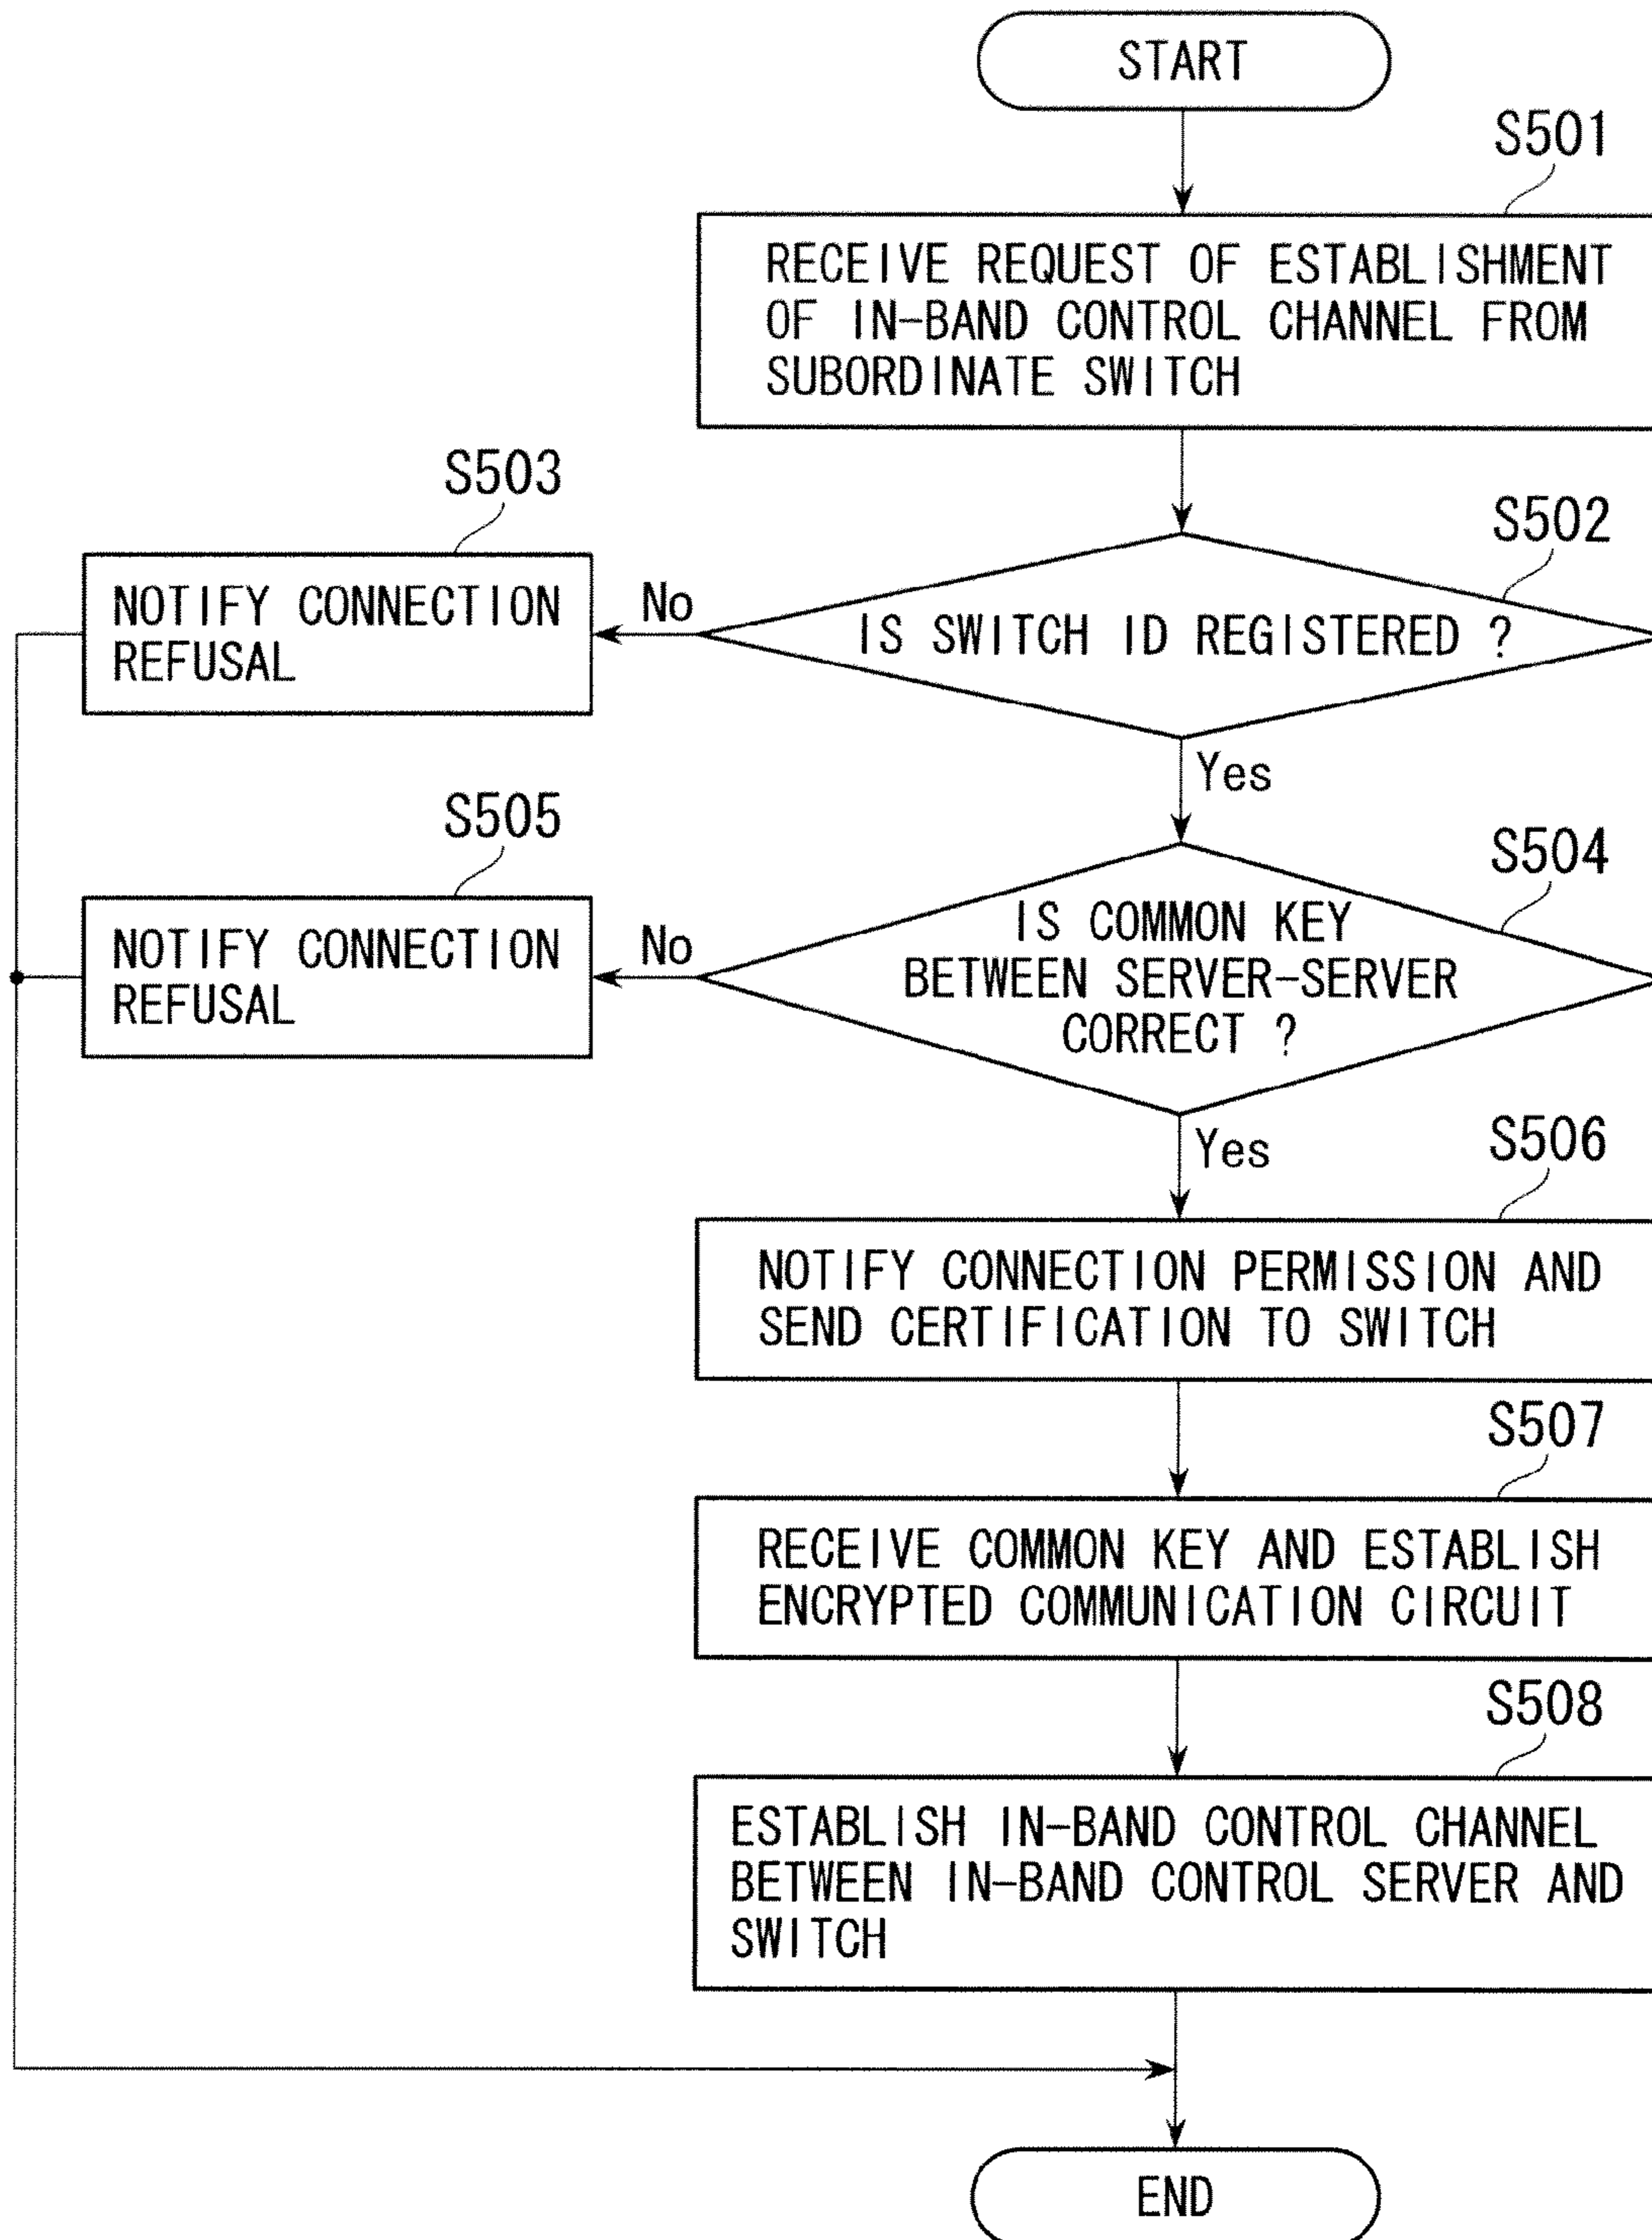 START
S501
RECEIVE REQUEST OF ESTABLISHMENT
OF IN-BAND CONTROL CHANNEL FROM
SUBORDINATE SWITCH
S503
S502
NOTIFY CONNECTION
REFUSAL
No
IS SWITCH ID REGISTERED ?
Yes
S505
S504
NOTIFY CONNECTION
REFUSAL
No
IS COMMON KEY
BETWEEN SERVER-SERVER
CORRECT ?
Yes
S506
NOTIFY CONNECTION PERMISSION AND
SEND CERTIFICATION TO SWITCH
S507
RECEIVE COMMON KEY AND ESTABLISH
ENCRYPTED COMMUNICATION CIRCUIT
S508
ESTABLISH IN-BAND CONTROL CHANNEL
BETWEEN IN-BAND CONTROL SERVER AND
SWITCH
END